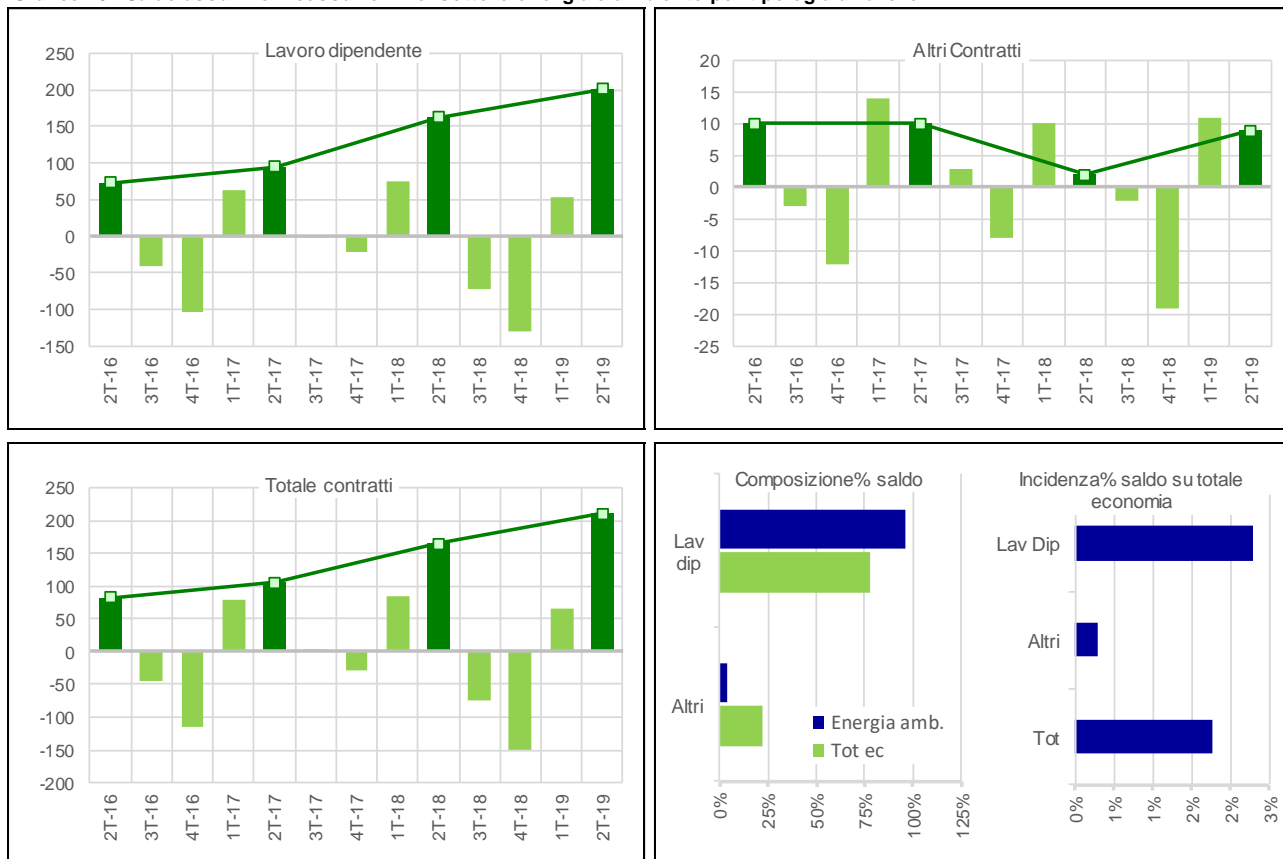 Lavoro dipendente
250
200
150
100
50
0
-50
-100
-150
2T-16
3T-16
4T-16
1T-17
2T-17
3T-17
4T-17
1T-18
2T-18
3T-18
4T-18
1T-19
2T-19
Altri Contratti
20
15
10
5
0
-5
-10
-15
-20
-25
2T-16
3T-16
4T-16
1T-17
2T-17
3T-17
4T-17
1T-18
2T-18
3T-18
4T-18
1T-19
2T-19
Totale contratti
250
200
150
100
50
0
-50
-100
-150
-200
2T-16
3T-16
4T-16
1T-17
2T-17
3T-17
4T-17
1T-18
2T-18
3T-18
4T-18
1T-19
2T-19
Composizione% saldo
Lav
dip
Altri
Energia amb.
Tot ec
0%
25%
50%
75%
100%
125%
Incidenza% saldo su totale
economia
Lav Dip
Altri
Tot
0%
1%
1%
2%
2%
3%